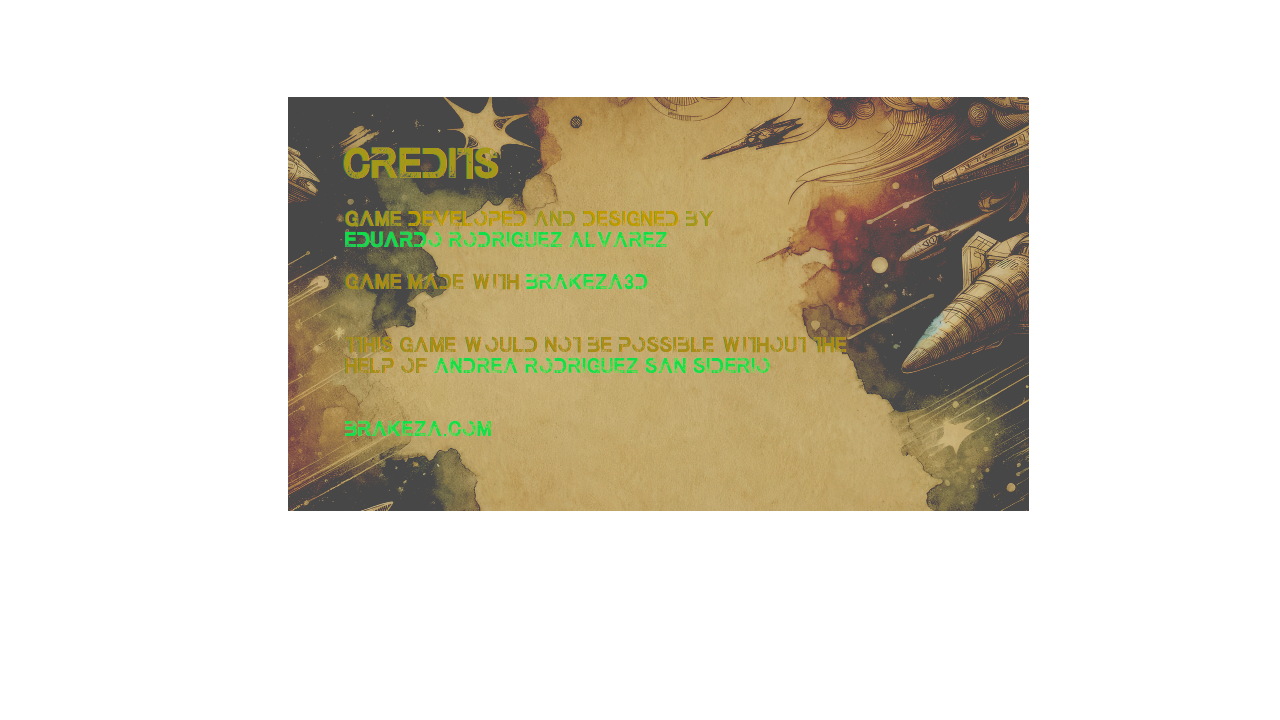 CREDITS
GAME DEVELOPED AND DESIGNED BY
EDUARDO RODRIGUEZ ALVAREZ
GAME MADE WITH BRAKEZA3D
THIS GAME WOULD NOT BE POSSIBLE WITHOUT THE
HELP OF ANDREA RODRIGUEZ SAN SIDERIO
BRAKEZA.COM